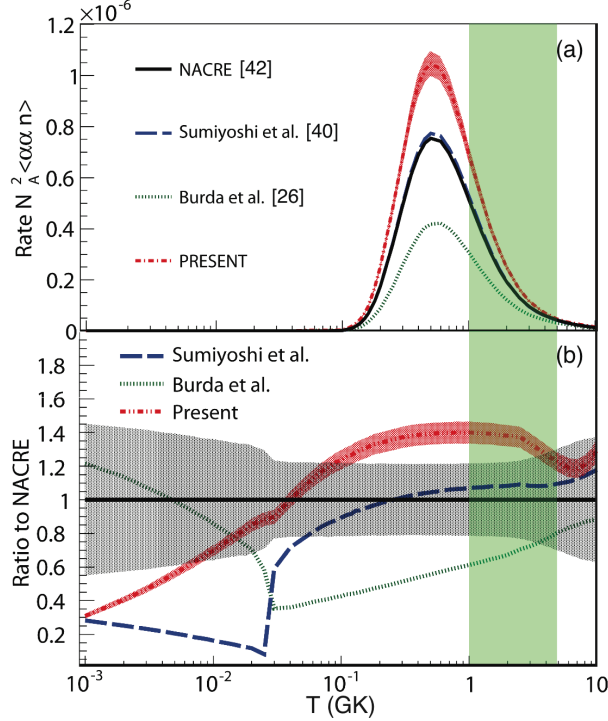 ×10⁻⁶
(a)
1.2
1
0.8
0.6
0.4
0.2
0
Rate N²_A<αα n>
NACRE [42]
Sumiyoshi et al. [40]
Burda et al. [26]
PRESENT
(b)
1.8
1.6
1.4
1.2
1
0.8
0.6
0.4
0.2
Ratio to NACRE
Sumiyoshi et al.
Burda et al.
Present
10⁻³
10⁻²
10⁻¹
1
10
T (GK)